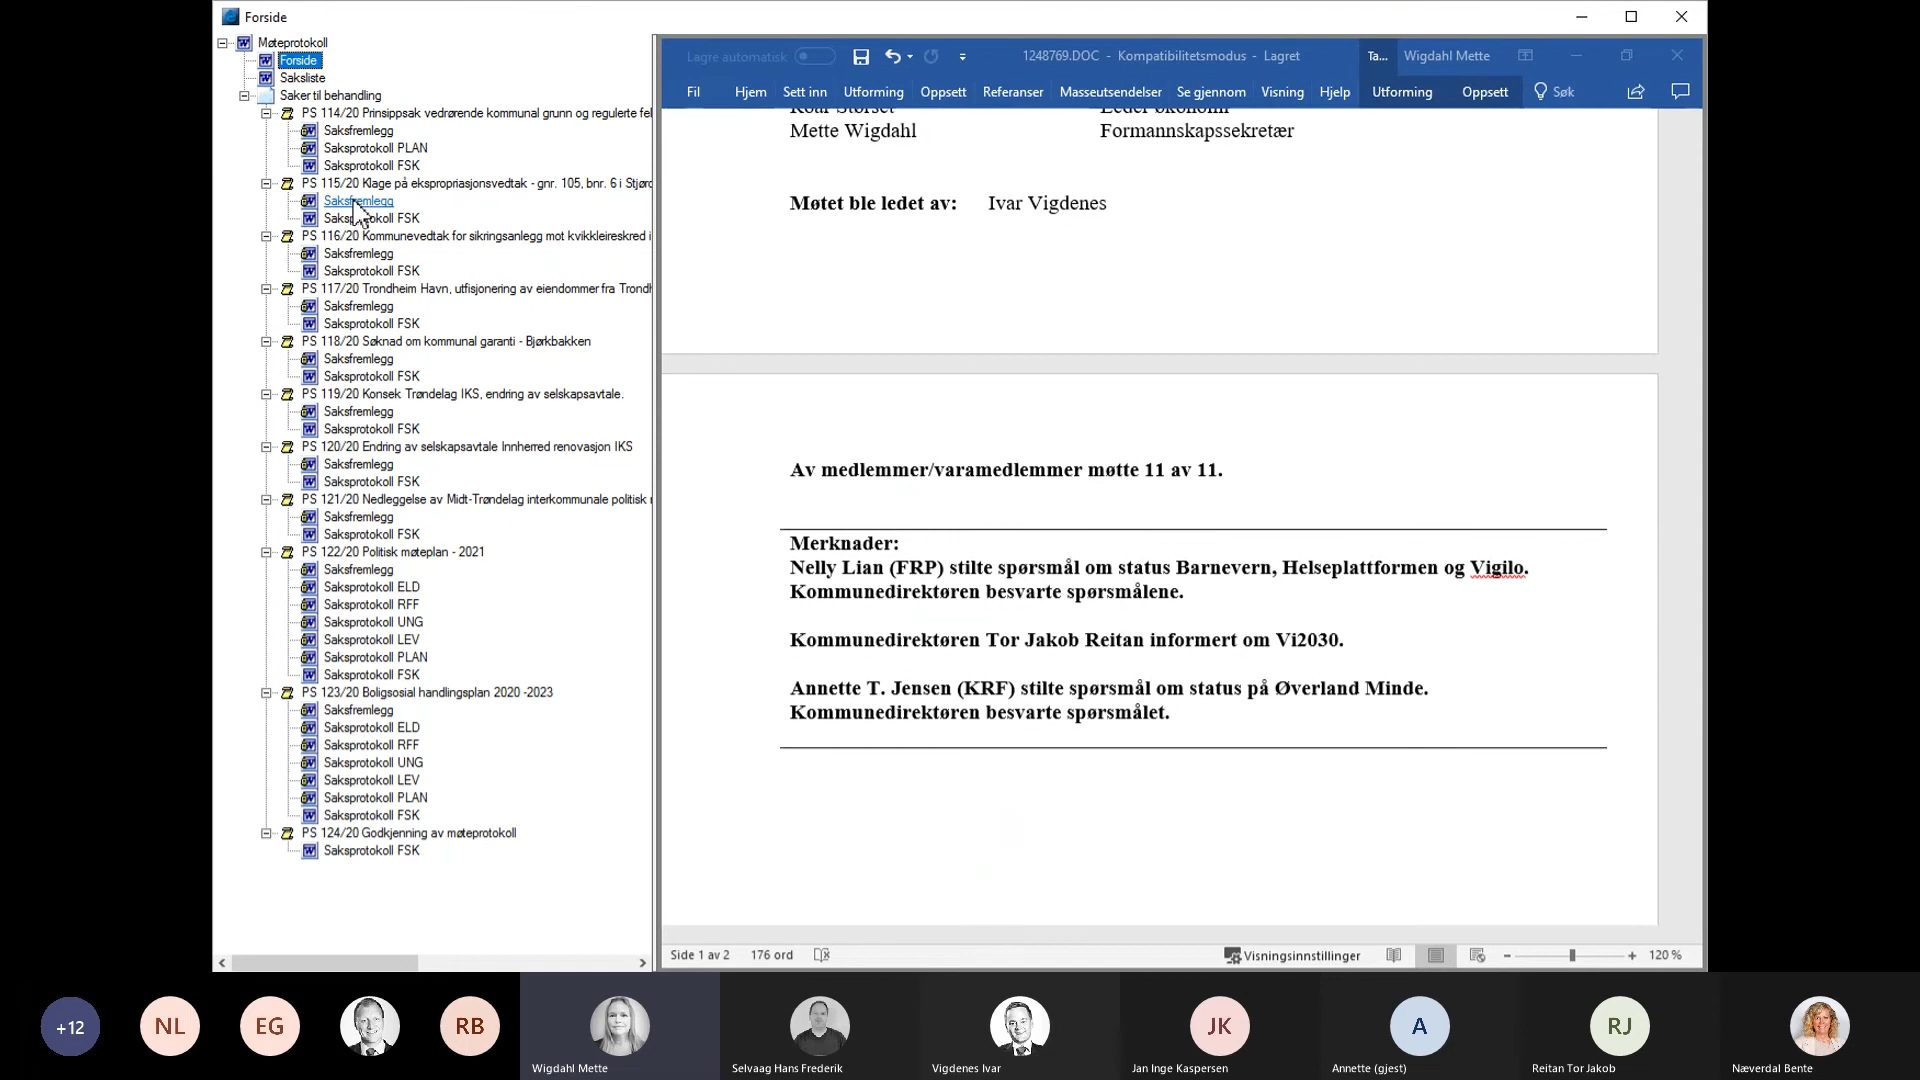 Forside
Møteprotokoll
Forside
Saksliste
Saker til behandling
PS 114/20 Prinsippsak vedrørende kommunal grunn og regulerte fel
Saksfremlegg
Saksprotokoll PLAN
Saksprotokoll FSK
PS 115/20 Klage på ekspropriasjonsvedtak - gnr. 105, bnr. 6 i Stjørd
Saksfremlegg
Saksprotokoll FSK
PS 116/20 Kommunevedtak for sikringsanlegg mot kvikkleireskred i
Saksfremlegg
Saksprotokoll FSK
PS 117/20 Trondheim Havn, utfisjonering av eiendommer fra Trondh
Saksfremlegg
Saksprotokoll FSK
PS 118/20 Søknad om kommunal garanti - Bjørkbakken
Saksfremlegg
Saksprotokoll FSK
PS 119/20 Konsek Trøndelag IKS, endring av selskapsavtale.
Saksfremlegg
Saksprotokoll FSK
PS 120/20 Endring av selskapsavtale Innherred renovasjon IKS
Saksfremlegg
Saksprotokoll FSK
PS 121/20 Nedleggelse av Midt-Trøndelag interkommunale politisk
Saksfremlegg
Saksprotokoll FSK
PS 122/20 Politisk møteplan - 2021
Saksfremlegg
Saksprotokoll ELD
Saksprotokoll RFF
Saksprotokoll UNG
Saksprotokoll LEV
Saksprotokoll PLAN
Saksprotokoll FSK
PS 123/20 Boligsosial handlingsplan 2020 -2023
Saksfremlegg
Saksprotokoll ELD
Saksprotokoll RFF
Saksprotokoll UNG
Saksprotokoll LEV
Saksprotokoll PLAN
Saksprotokoll FSK
PS 124/20 Godkjenning av møteprotokoll
Saksprotokoll FSK
Lagre automatisk 1248769.DOC - Kompatibilitetsmodus - Lagret Ta... Wigdahl Mette
Fil Hjem Sett inn Utforming Oppsett Referanser Masseutsendelser Se gjennom Visning Hjelp Utforming Oppsett Søk
Roar Størset Leder økonomi
Mette Wigdahl Formannskapssekretær
Møtet ble ledet av: Ivar Vigdenes
Av medlemmer/varamedlemmer møtte 11 av 11.
Merknader:
Nelly Lian (FRP) stilte spørsmål om status Barnevern, Helseplattformen og Vigilo.
Kommunedirektøren besvarte spørsmålene.
Kommunedirektøren Tor Jakob Reitan informert om Vi2030.
Annette T. Jensen (KRF) stilte spørsmål om status på Øverland Minde.
Kommunedirektøren besvarte spørsmålet.
Side 1 av 2 176 ord Visningsinnstillinger 120 %
+12 NL EG RB JK A RJ
Wigdahl Mette Selvaag Hans Frederik Vigdenes Ivar Jan Inge Kaspersen Annette (gjest) Reitan Tor Jakob Næverdal Bente